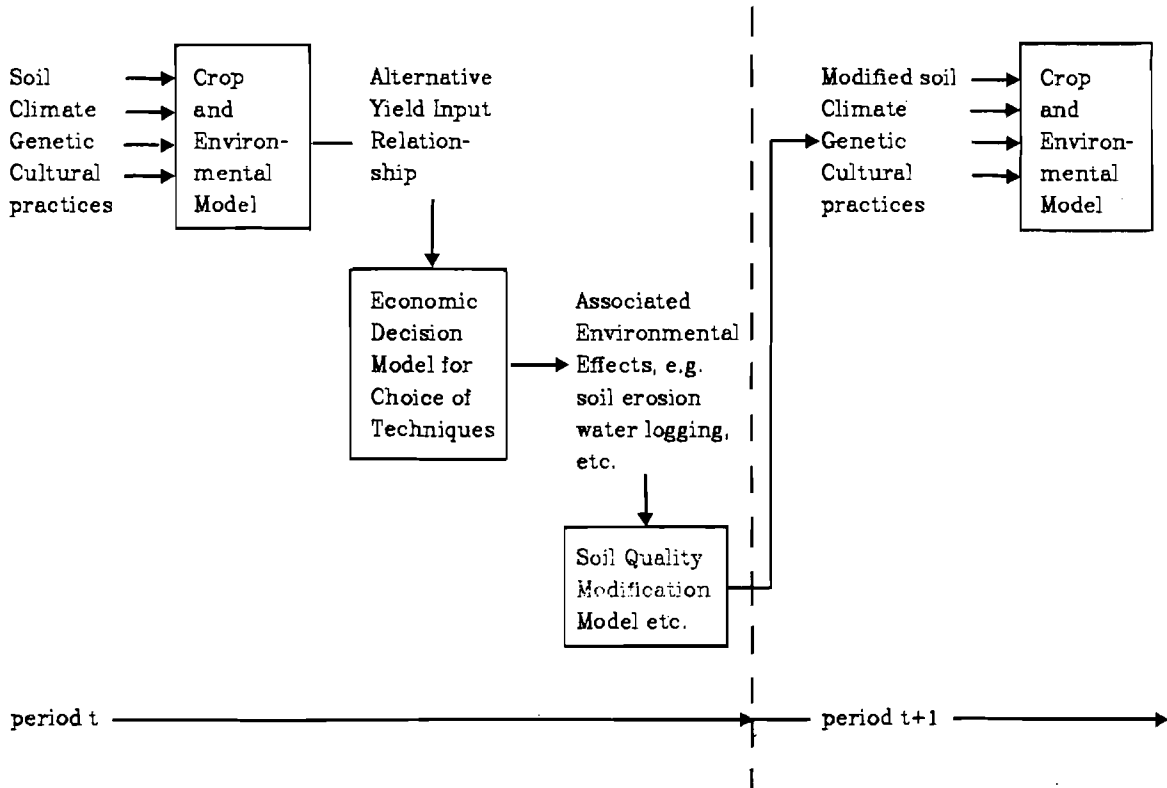 Soil
Climate
Genetic
Cultural
practices
Crop
and
Environ-
mental
Model
Alternative
Yield Input
Relation-
ship
Economic
Decision
Model for
Choice of
Techniques
Associated
Environmental
Effects, e.g.
soil erosion
water logging,
etc.
Soil Quality
Modification
Model etc.
Modified soil
Climate
Genetic
Cultural
practices
Crop
and
Environ-
mental
Model
period t
period t+1